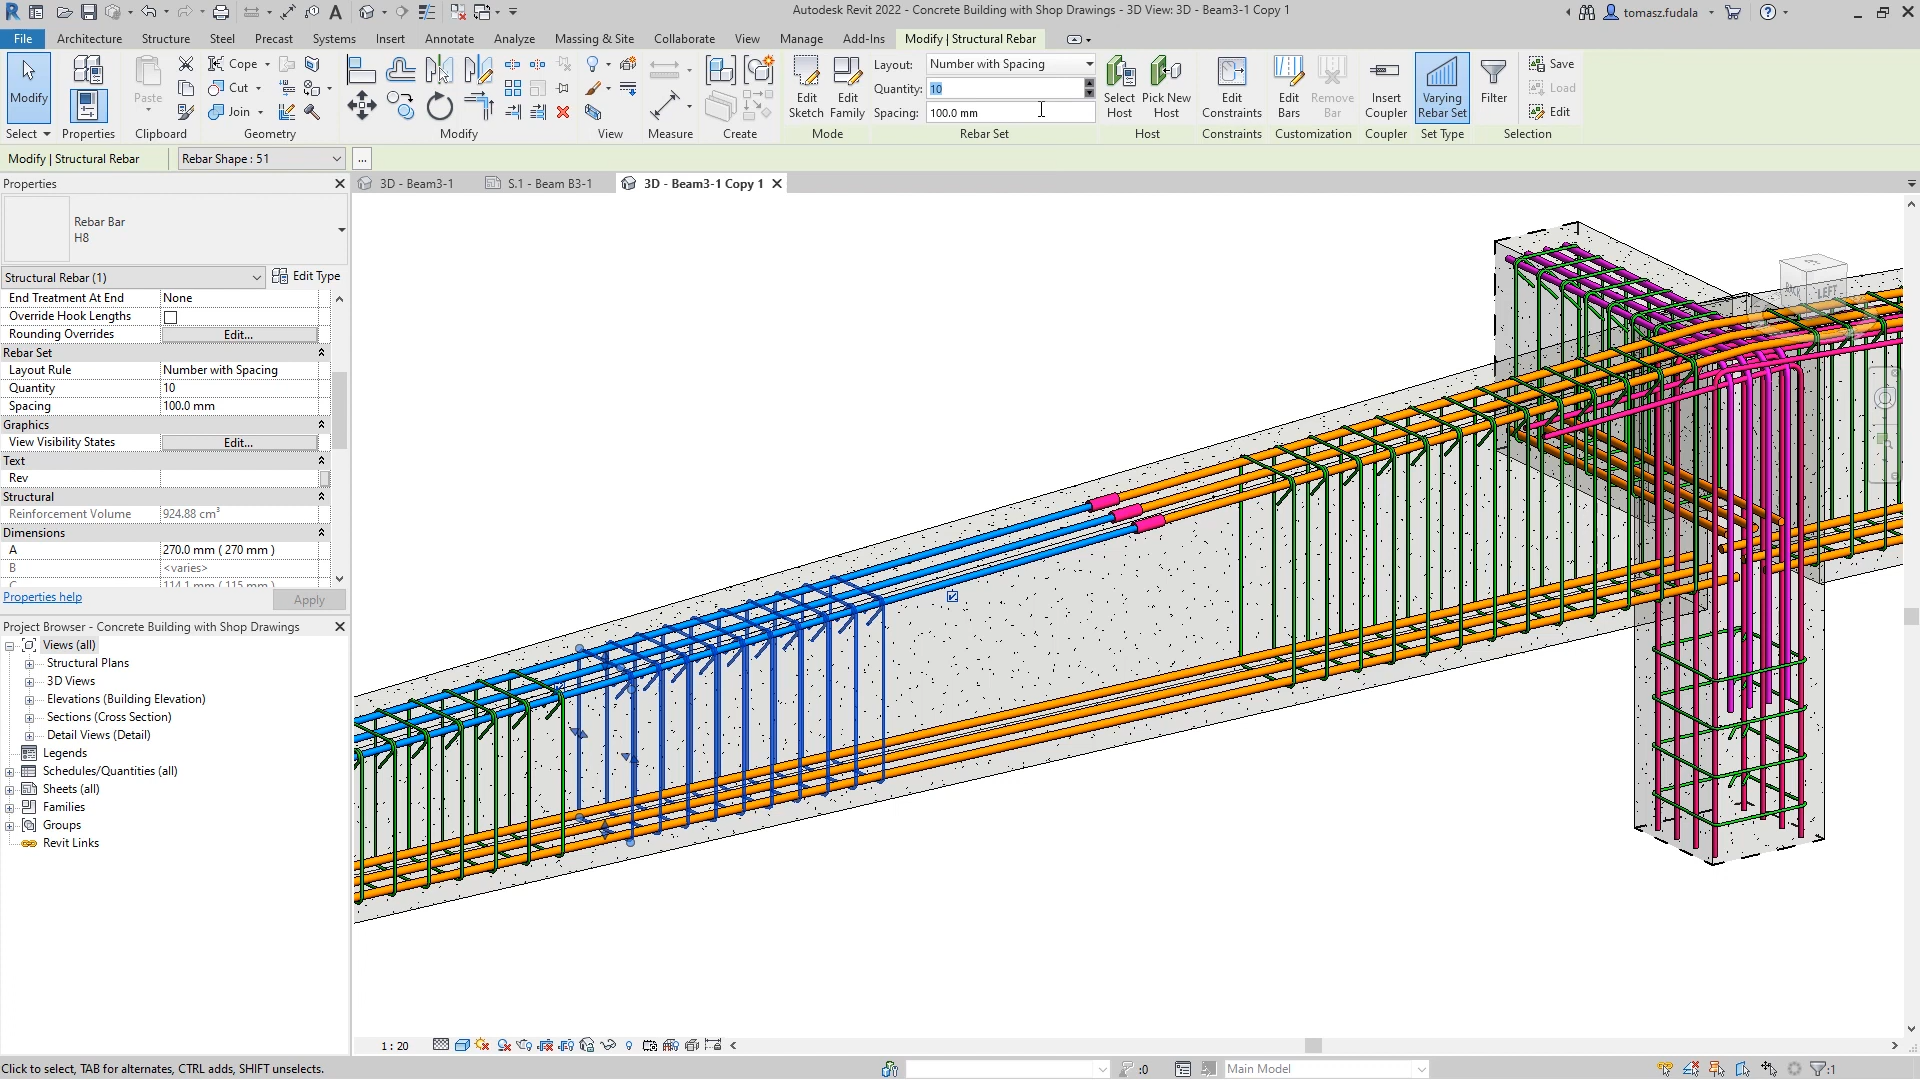 Autodesk Revit 2022 - Concrete Building with Shop Drawings - 3D View: 3D - Beam3-1 Copy 1
tomasz.fudala
File
Architecture
Structure
Steel
Precast
Systems
Insert
Annotate
Analyze
Massing & Site
Collaborate
View
Manage
Add-Ins
Modify | Structural Rebar
Modify
Paste
Cope
Cut
Join
Edit Sketch
Edit Family
Layout: Number with Spacing
Quantity: 10
Spacing: 100.0 mm
Select Host
Pick New Host
Edit Constraints
Edit Bars
Remove Bar
Insert Coupler
Varying Rebar Set
Filter
Save
Load
Edit
Select
Properties
Clipboard
Geometry
Modify
View
Measure
Create
Mode
Rebar Set
Host
Constraints
Customization
Coupler
Set Type
Selection
Modify | Structural Rebar
Rebar Shape : 51
...
Properties
3D - Beam3-1
S.1 - Beam B3-1
3D - Beam3-1 Copy 1
Rebar Bar
H8
Structural Rebar (1)
Edit Type
End Treatment At End None
Override Hook Lengths
Rounding Overrides Edit...
Rebar Set
Layout Rule Number with Spacing
Quantity 10
Spacing 100.0 mm
Graphics
View Visibility States Edit...
Text
Rev
Structural
Reinforcement Volume 924.88 cm³
Dimensions
A 270.0 mm ( 270 mm )
B <varies>
C 114.1 mm ( 115 mm )
Properties help
Apply
Project Browser - Concrete Building with Shop Drawings
Views (all)
Structural Plans
3D Views
Elevations (Building Elevation)
Sections (Cross Section)
Detail Views (Detail)
Legends
Schedules/Quantities (all)
Sheets (all)
Families
Groups
Revit Links
BACK
LEFT
1 : 20
Click to select, TAB for alternates, CTRL adds, SHIFT unselects.
:0
Main Model
:1